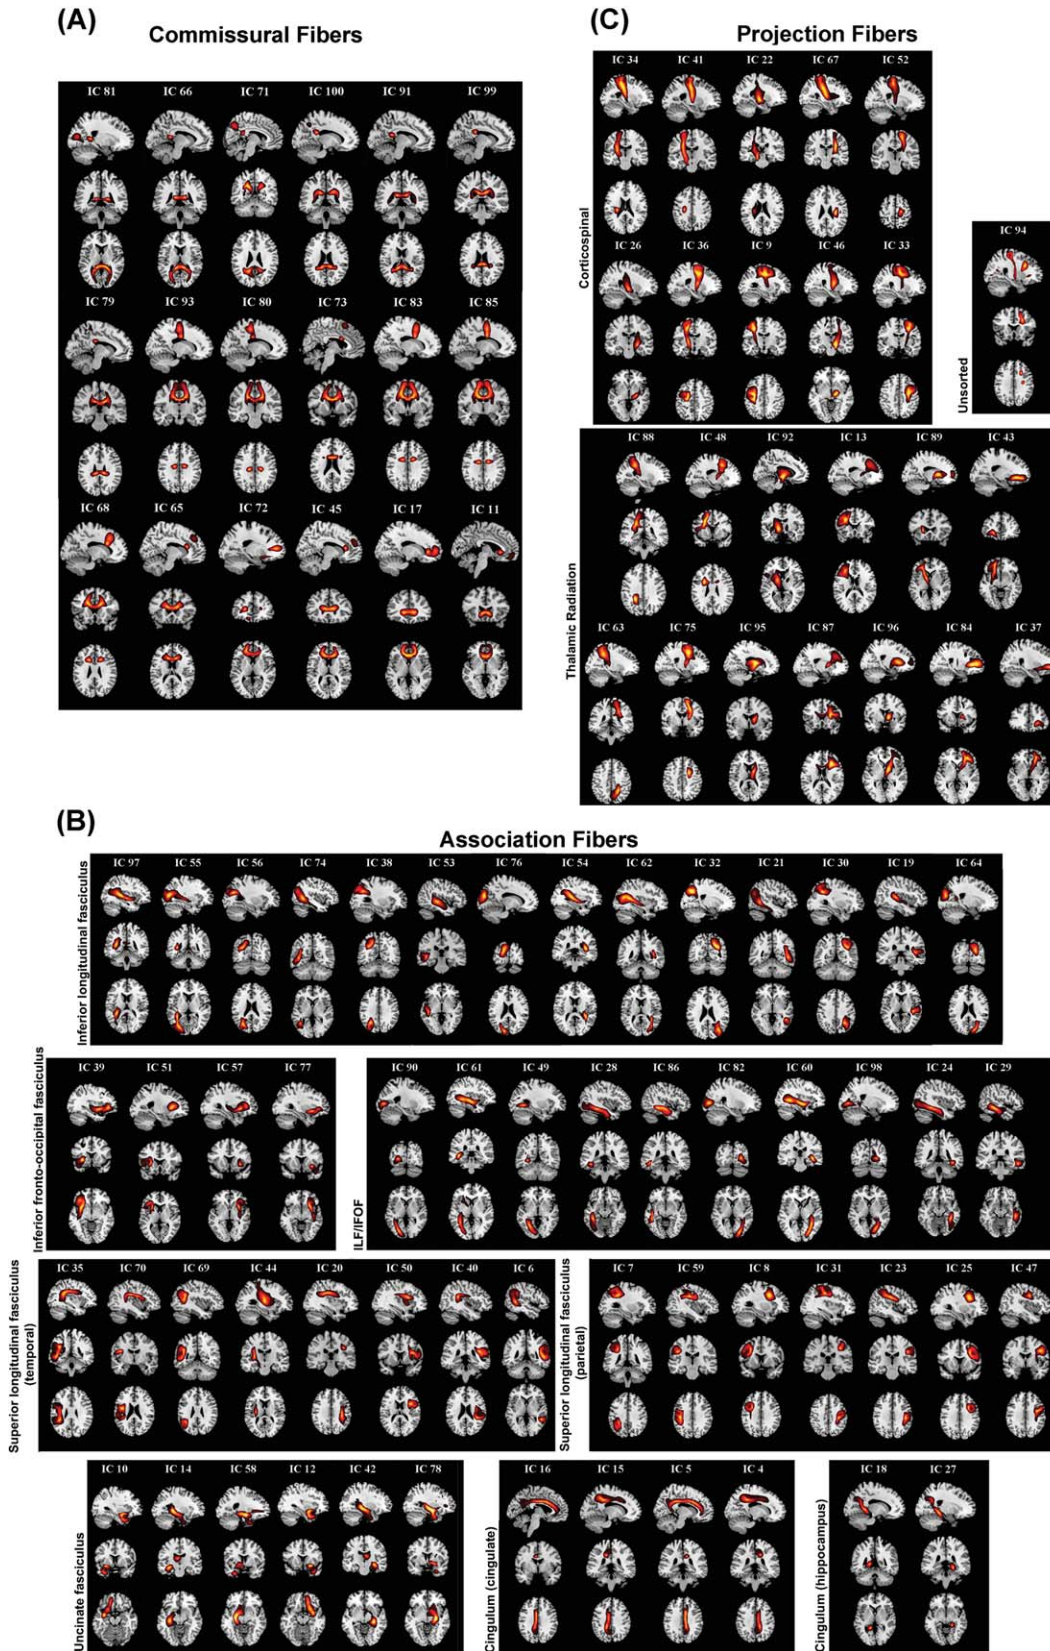 (A)
Commissural Fibers
IC 81 IC 66 IC 71 IC 100 IC 91 IC 99
IC 79 IC 93 IC 80 IC 73 IC 83 IC 85
IC 68 IC 65 IC 72 IC 45 IC 17 IC 11
(C)
Projection Fibers
Corticospinal
IC 34 IC 41 IC 22 IC 67 IC 52
IC 26 IC 36 IC 9 IC 46 IC 33
Unsorted
IC 94
Thalamic Radiation
IC 88 IC 48 IC 92 IC 13 IC 89 IC 43
IC 63 IC 75 IC 95 IC 87 IC 96 IC 84 IC 37
(B)
Association Fibers
Inferior longitudinal fasciculus
IC 97 IC 55 IC 56 IC 74 IC 38 IC 53 IC 76 IC 54 IC 62 IC 32 IC 21 IC 30 IC 19 IC 64
Inferior fronto-occipital fasciculus
IC 39 IC 51 IC 57 IC 77
ILF/IFOF
IC 90 IC 61 IC 49 IC 28 IC 86 IC 82 IC 60 IC 98 IC 24 IC 29
Superior longitudinal fasciculus
(temporal)
IC 35 IC 70 IC 69 IC 44 IC 20 IC 50 IC 40 IC 6
Superior longitudinal fasciculus
(parietal)
IC 7 IC 59 IC 8 IC 31 IC 23 IC 25 IC 47
Uncinate fasciculus
IC 10 IC 14 IC 58 IC 12 IC 42 IC 78
Cingulum (cingulate)
IC 16 IC 15 IC 5 IC 4
Cingulum (hippocampus)
IC 18 IC 27